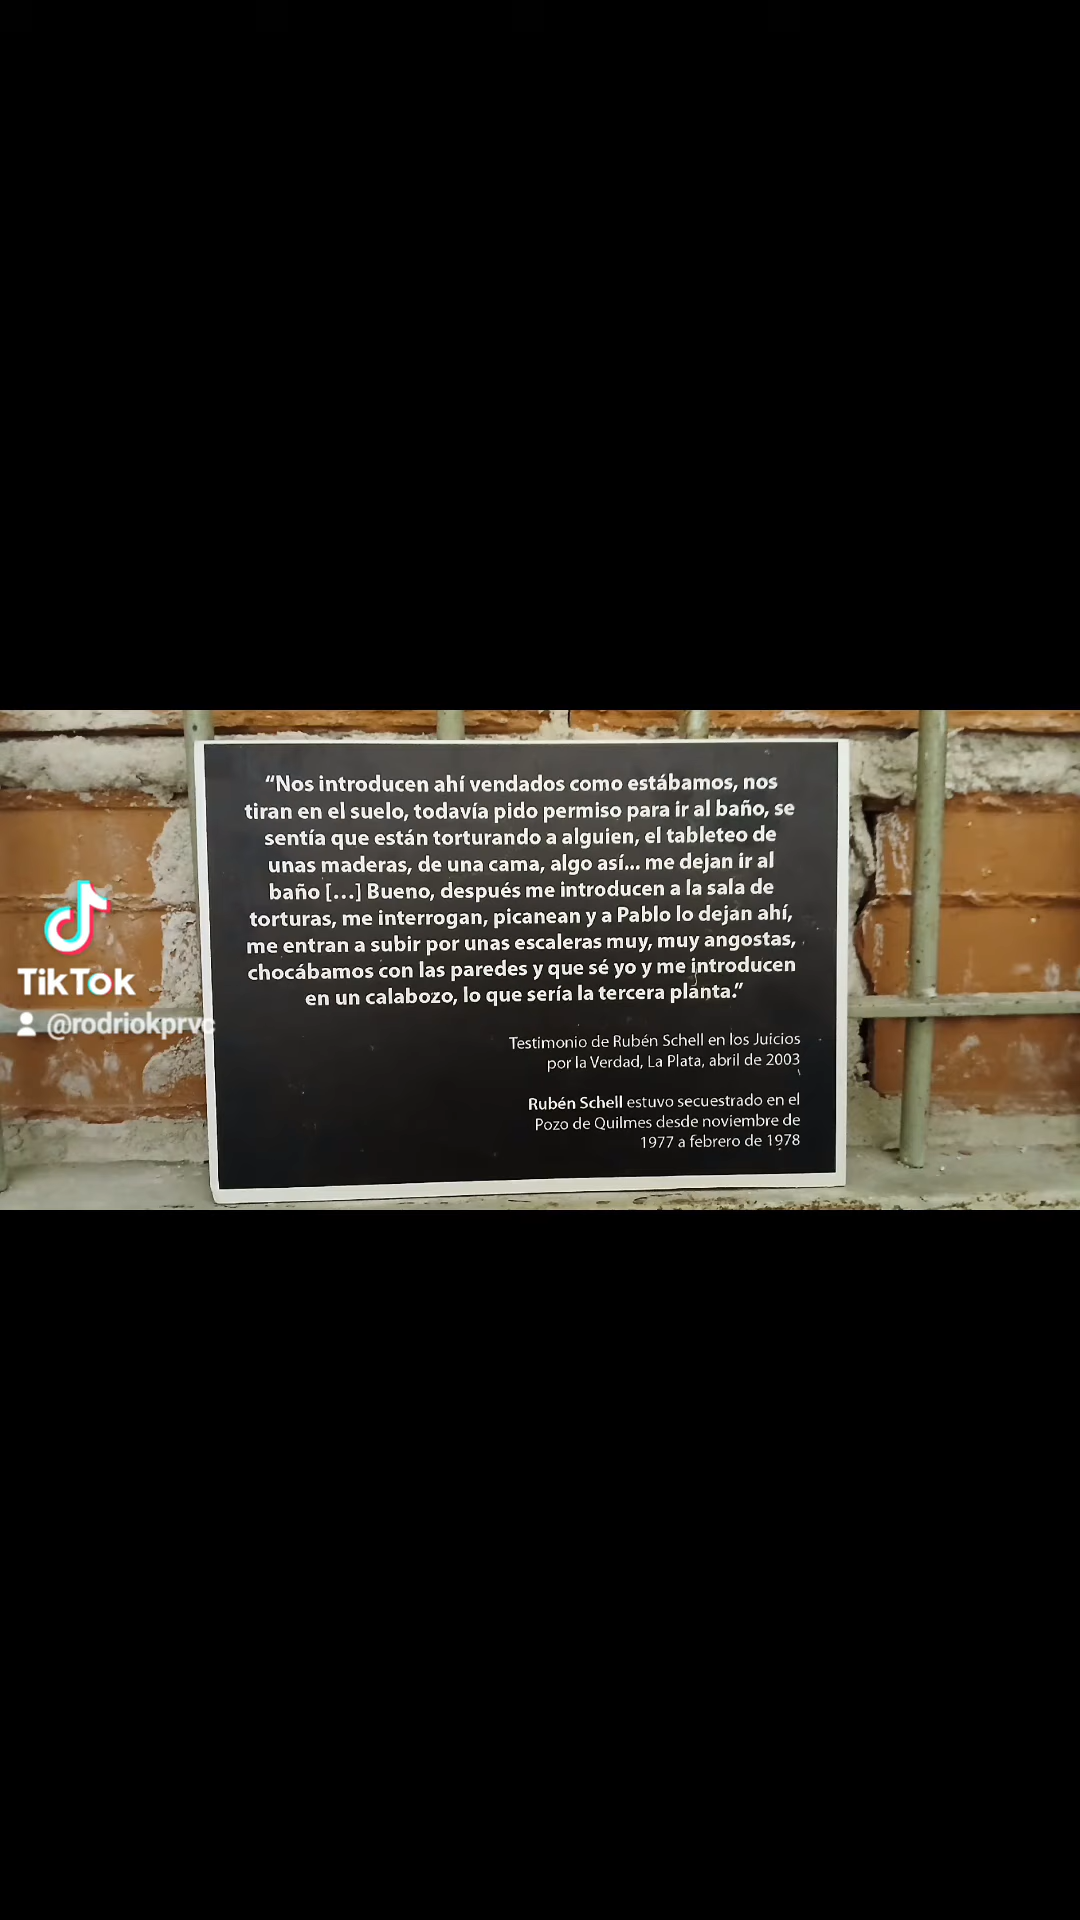 “Nos introducen ahí vendados como estábamos, nos
tiran en el suelo, todavía pido permiso para ir al baño, se
sentía que están torturando a alguien, el tableteo de
unas maderas, de una cama, algo así... me dejan ir al
baño [...] Bueno, después me introducen a la sala de
torturas, me interrogan, picanean y a Pablo lo dejan ahí,
me entran a subir por unas escaleras muy, muy angostas,
chocábamos con las paredes y que sé yo y me introducen
en un calabozo, lo que sería la tercera planta.”
Testimonio de Rubén Schell en los Juicios
por la Verdad, La Plata, abril de 2003
Rubén Schell estuvo secuestrado en el
Pozo de Quilmes desde noviembre de
1977 a febrero de 1978
TikTok
@rodriokprvc